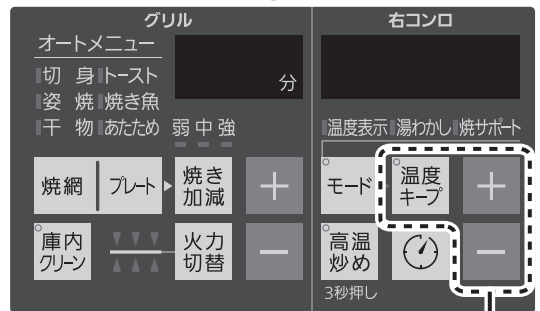 グリル
オートメニュー
切 身 トースト
姿 焼 焼き魚
干 物 あたため
分
弱 中 強
焼網 プレート 焼き加減 +
庫内クリーン 火力切替 −
右コンロ
温度表示 湯わかし 焼サポート
モード 温度キープ +
高温炒め −
3秒押し